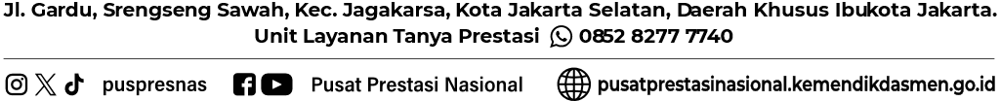 Jl. Gardu, Srengseng Sawah, Kec. Jagakarsa, Kota Jakarta Selatan, Daerah Khusus Ibukota Jakarta.
Unit Layanan Tanya Prestasi 0852 8277 7740
puspresnas Pusat Prestasi Nasional pusatprestasinasional.kemendikdasmen.go.id